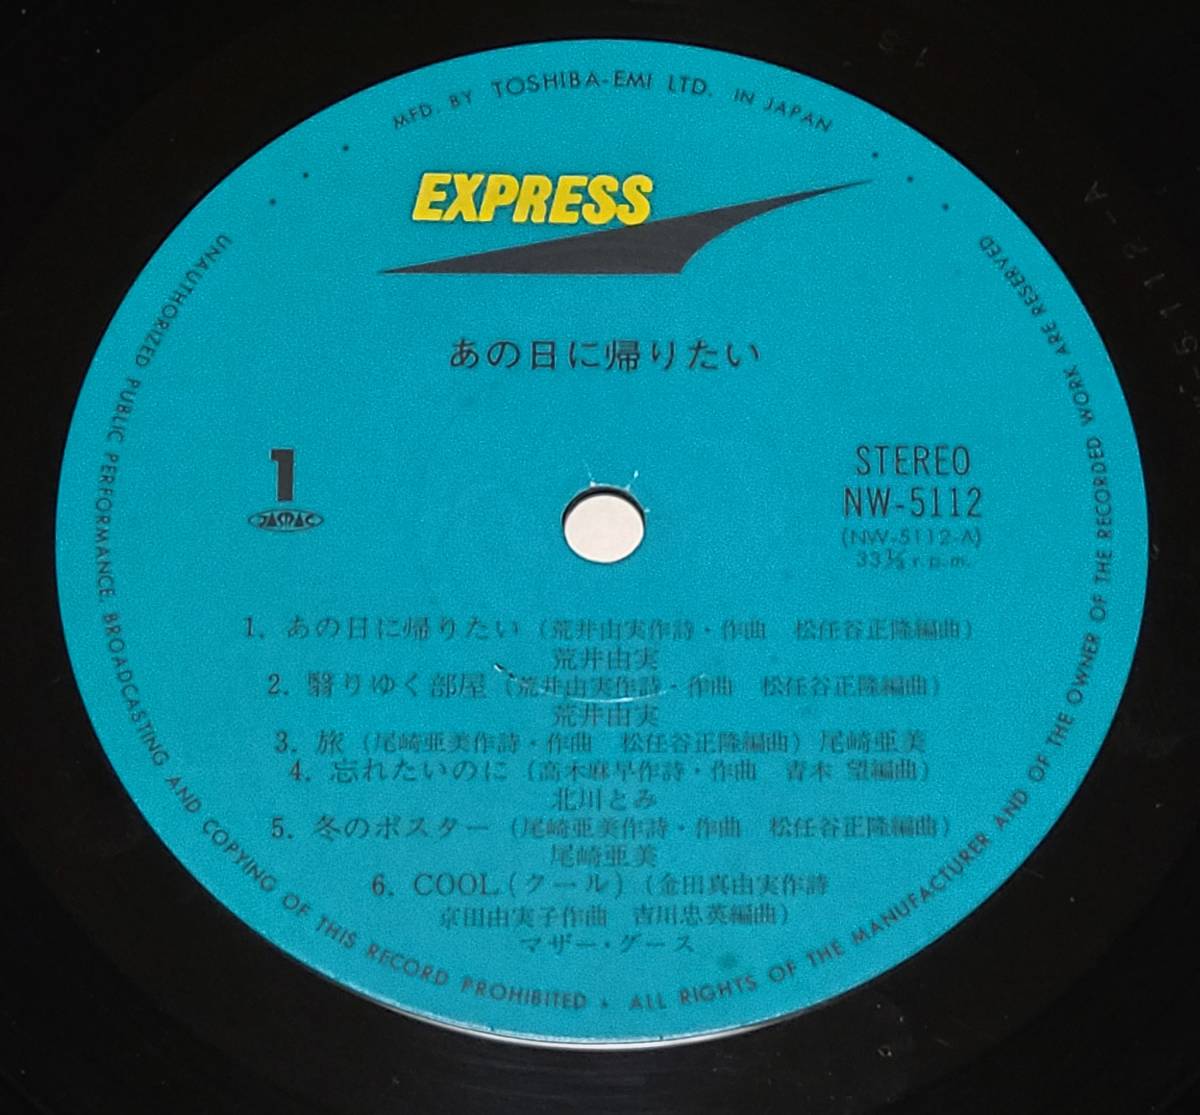 MFD. BY TOSHIBA-EMI LTD. IN JAPAN
EXPRESS
あの日に帰りたい
1
JASRAC
STEREO
NW-5112
(NW-5112-A)
33⅓ r.p.m.
1. あの日に帰りたい (荒井由実作詩・作曲 松任谷正隆編曲)
荒井由実
2. 翳りゆく部屋 (荒井由実作詩・作曲 松任谷正隆編曲)
荒井由実
3. 旅 (尾崎亜美作詩・作曲 松任谷正隆編曲) 尾崎亜美
4. 忘れたいのに (高木麻早作詩・作曲 青木 望編曲)
北川とみ
5. 冬のポスター (尾崎亜美作詩・作曲 松任谷正隆編曲)
尾崎亜美
6. COOL (クール) (金田真由実作詩
京田由実子作曲 吉川忠英編曲)
マザー・グース
UNAUTHORIZED PUBLIC PERFORMANCE, BROADCASTING AND COPYING OF THIS RECORD PROHIBITED • ALL RIGHTS OF THE MANUFACTURER AND OF THE OWNER OF THE RECORDED WORK ARE RESERVED